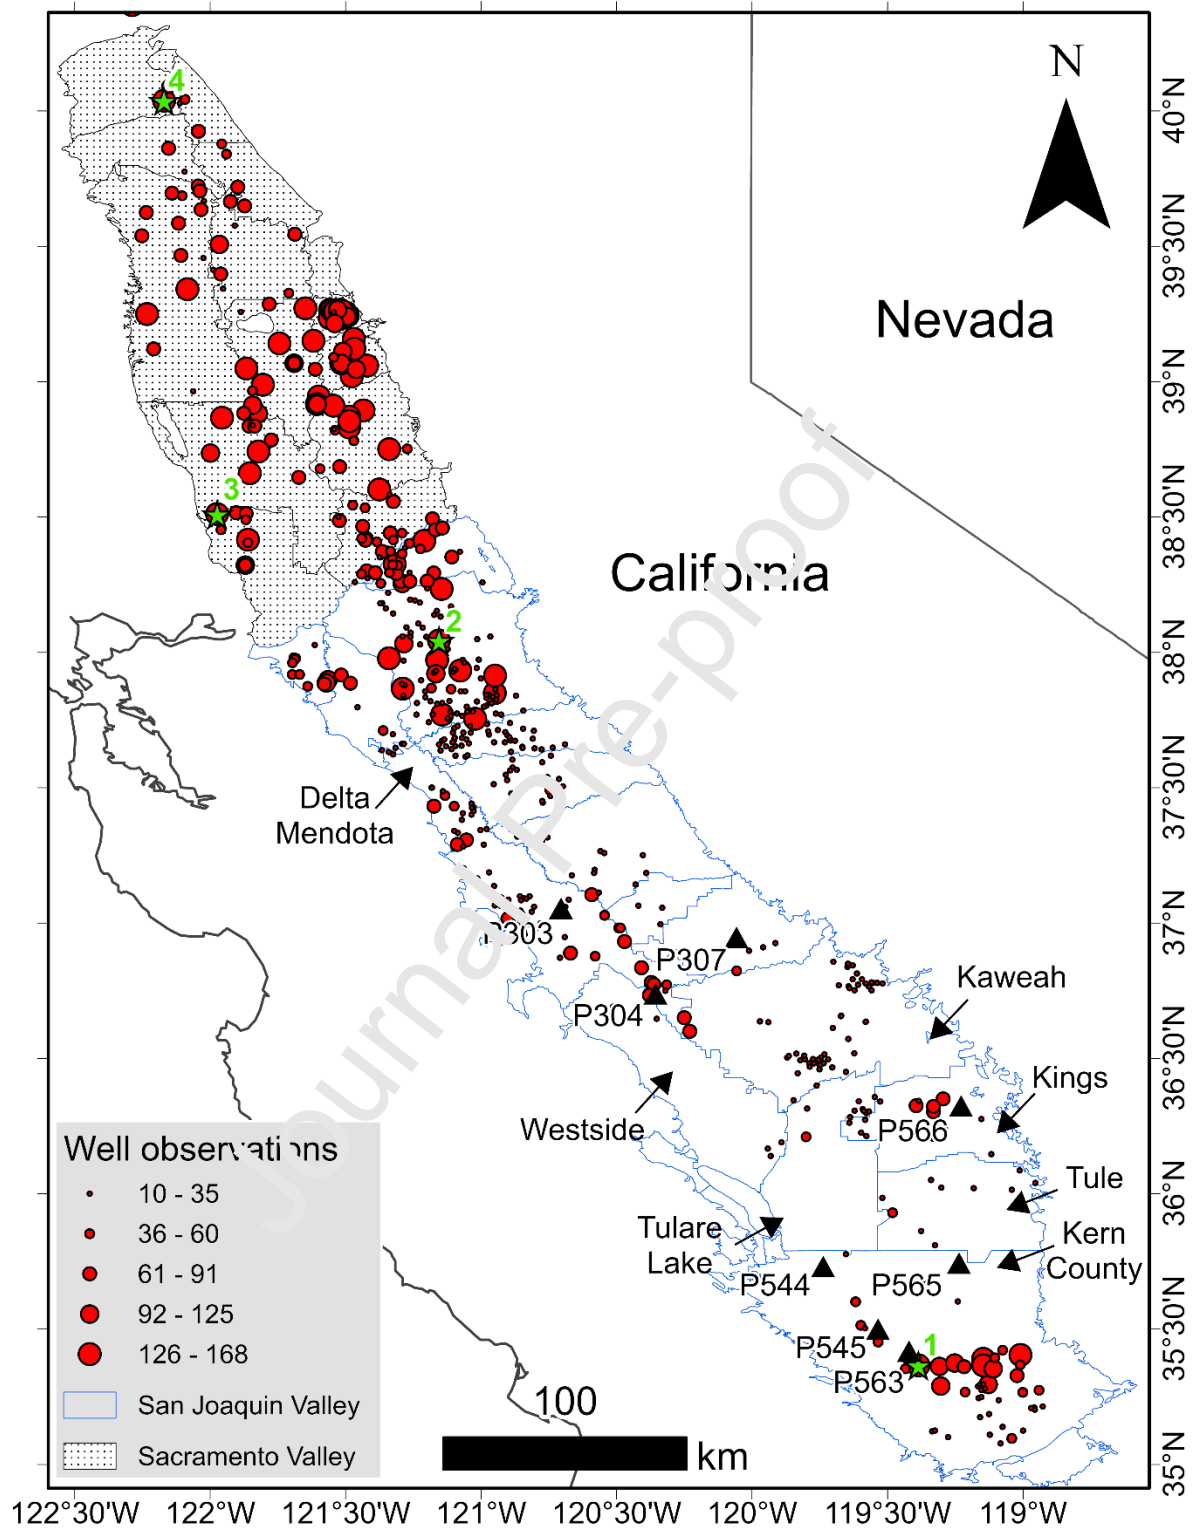 N
Nevada
California
Journal Pre-proof
4
3
2
1
Delta
Mendota
P303
P307
P304
Kaweah
Kings
Westside
P566
Tule
Tulare
Lake
Kern
County
P544
P565
P545
P563
Well observations
10 - 35
36 - 60
61 - 91
92 - 125
126 - 168
San Joaquin Valley
Sacramento Valley
100
km
40°N
39°30'N
39°N
38°30'N
38°N
37°30'N
37°N
36°30'N
36°N
35°30'N
35°N
122°30'W
122°W
121°30'W
121°W
120°30'W
120°W
119°30'W
119°W